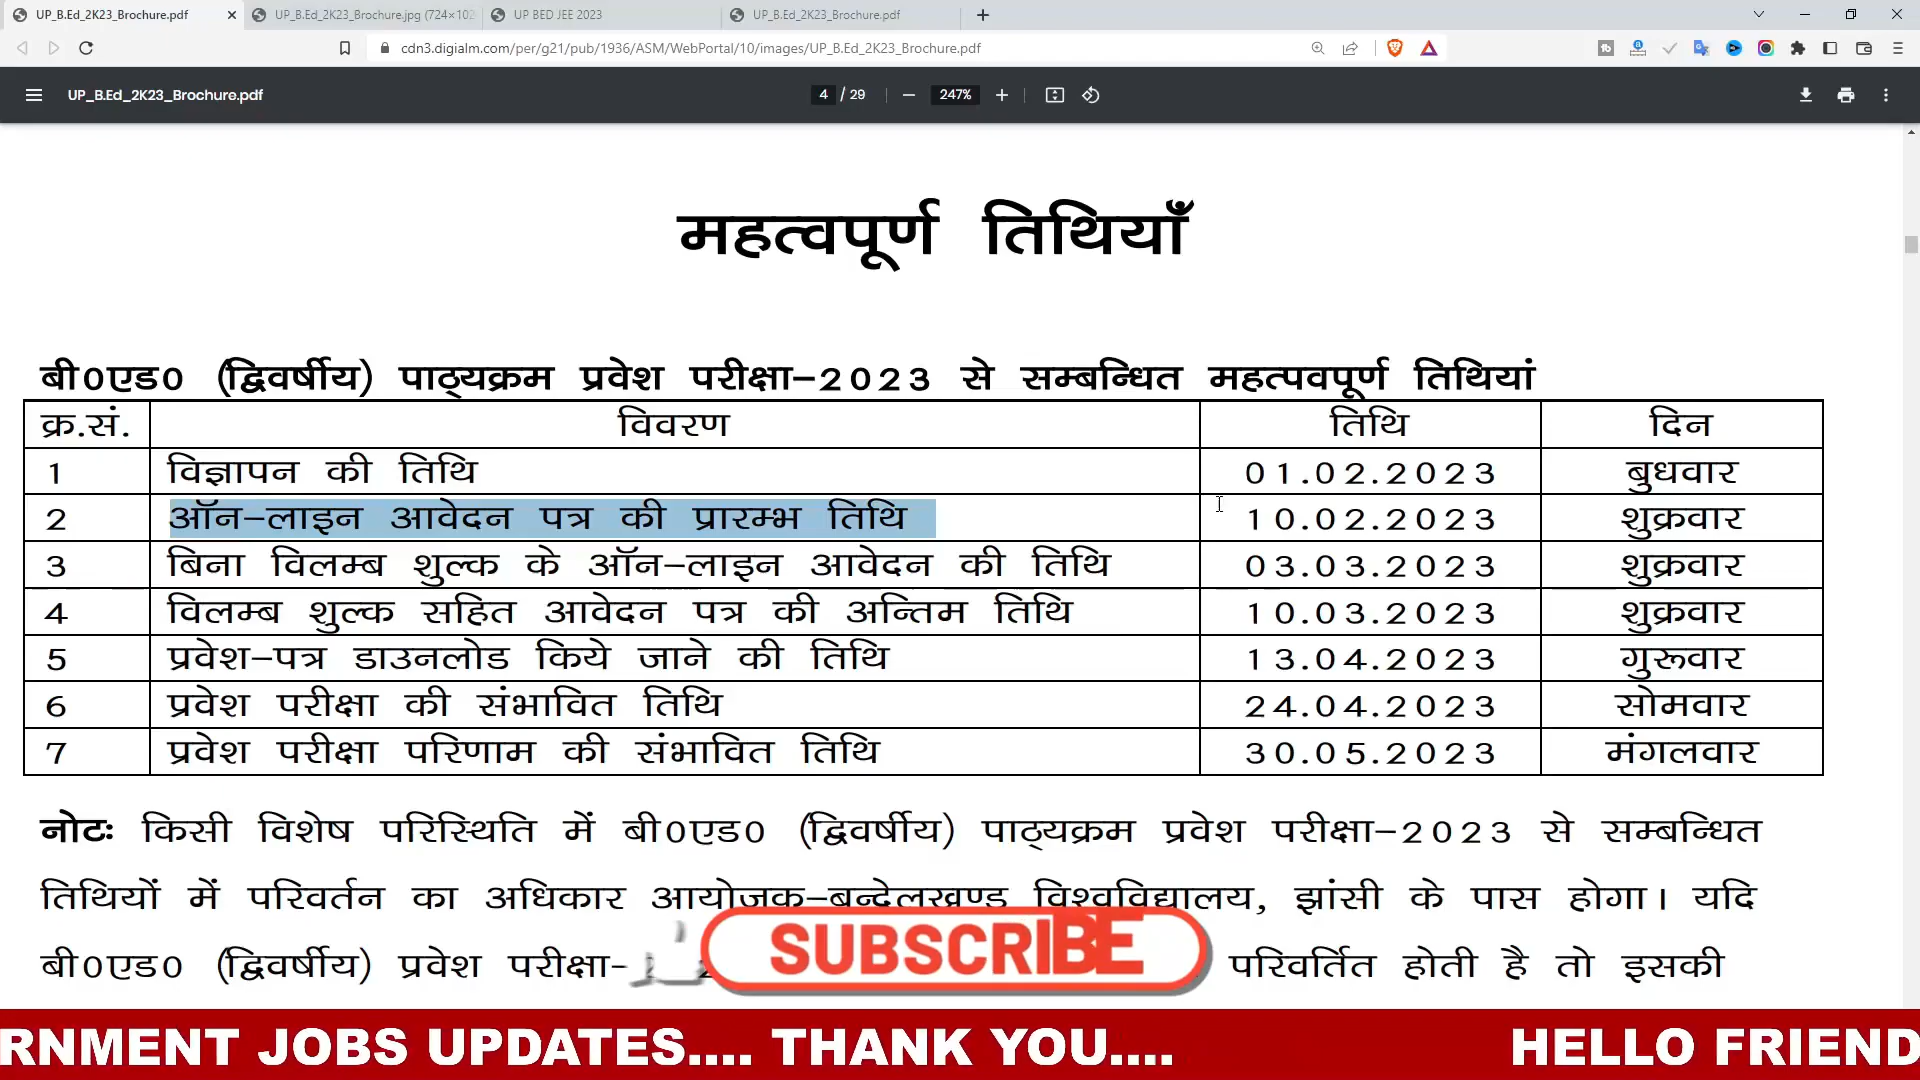 UP_B.Ed_2K23_Brochure.pdf
UP_B.Ed_2K23_Brochure.jpg (724×102
UP BED JEE 2023
UP_B.Ed_2K23_Brochure.pdf
cdn3.digialm.com/per/g21/pub/1936/ASM/WebPortal/10/images/UP_B.Ed_2K23_Brochure.pdf
UP_B.Ed_2K23_Brochure.pdf 4 / 29 247%
महत्वपूर्ण तिथियाँ
बी0एड0 (द्विवर्षीय) पाठ्यक्रम प्रवेश परीक्षा–2023 से सम्बन्धित महत्पवपूर्ण तिथियां
क्र.सं. विवरण तिथि दिन
1 विज्ञापन की तिथि 01.02.2023 बुधवार
2 ऑन–लाइन आवेदन पत्र की प्रारम्भ तिथि 10.02.2023 शुक्रवार
3 बिना विलम्ब शुल्क के ऑन–लाइन आवेदन की तिथि 03.03.2023 शुक्रवार
4 विलम्ब शुल्क सहित आवेदन पत्र की अन्तिम तिथि 10.03.2023 शुक्रवार
5 प्रवेश–पत्र डाउनलोड किये जाने की तिथि 13.04.2023 गुरूवार
6 प्रवेश परीक्षा की संभावित तिथि 24.04.2023 सोमवार
7 प्रवेश परीक्षा परिणाम की संभावित तिथि 30.05.2023 मंगलवार
नोटः किसी विशेष परिस्थिति में बी0एड0 (द्विवर्षीय) पाठ्यक्रम प्रवेश परीक्षा–2023 से सम्बन्धित
तिथियों में परिवर्तन का अधिकार आयोजक–बुन्देलखण्ड विश्वविद्यालय, झांसी के पास होगा। यदि
बी0एड0 (द्विवर्षीय) प्रवेश परीक्षा- परिवर्तित होती है तो इसकी
SUBSCRIBE
RNMENT JOBS UPDATES.... THANK YOU.... HELLO FRIEND